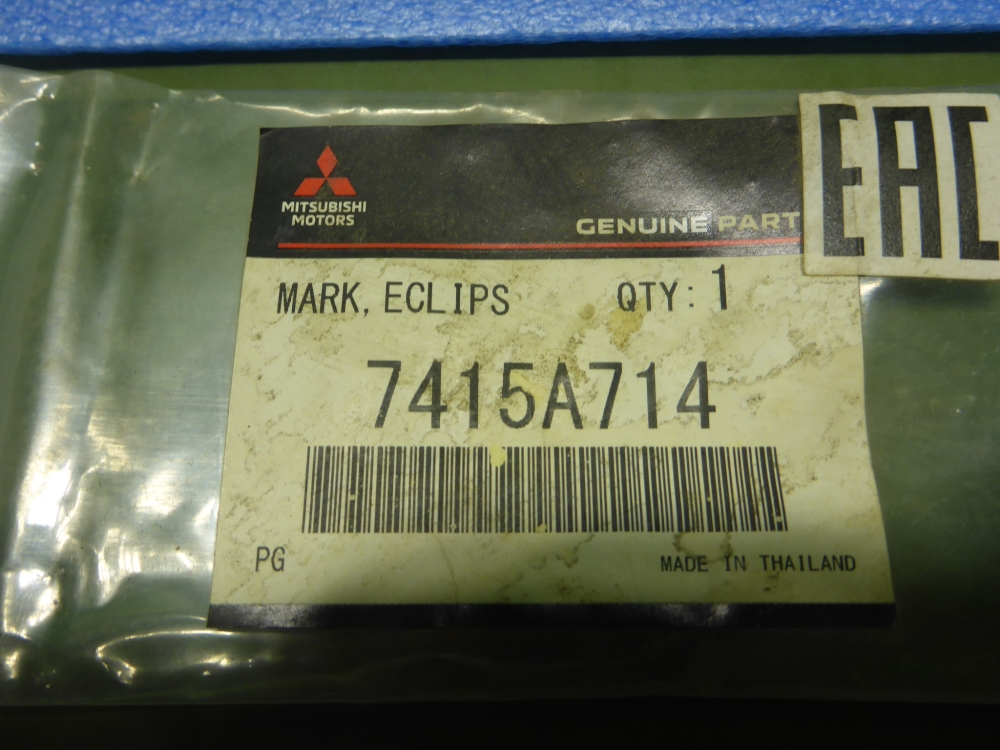 MITSUBISHI
MOTORS
GENUINE PART
EAC
MARK, ECLIPS QTY: 1
7415A714
PG MADE IN THAILAND